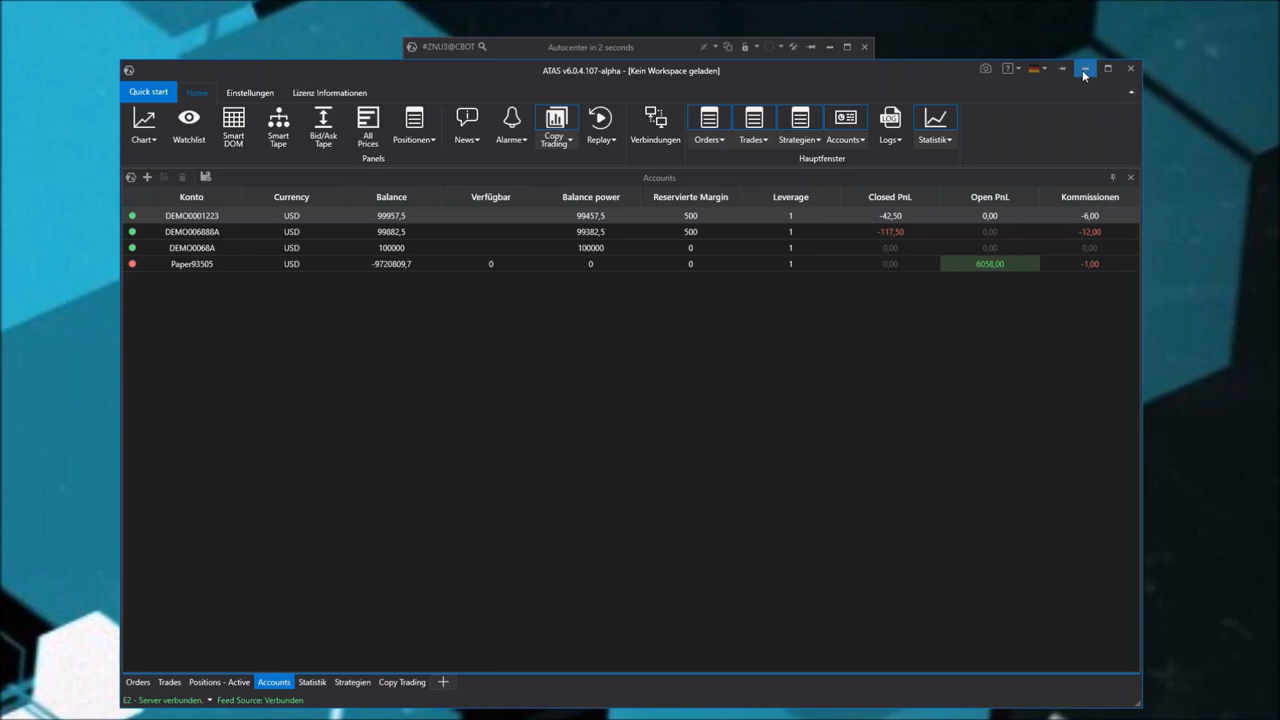 #ZNU3@CBOT
Autocenter in 2 seconds
ATAS v6.0.4.107-alpha - [Kein Workspace geladen]
Quick start
Home
Einstellungen
Lizenz Informationen
Chart
Watchlist
Smart DOM
Smart Tape
Bid/Ask Tape
All Prices
Positionen
News
Alarme
Copy Trading
Replay
Verbindungen
Orders
Trades
Strategien
Accounts
LOG
Logs
Statistik
Panels
Hauptfenster
Accounts
Konto Currency Balance Verfügbar Balance power Reservierte Margin Leverage Closed PnL Open PnL Kommissionen
DEMO0001223 USD 99957,5 99457,5 500 1 -42,50 0,00 -6,00
DEMO006888A USD 99882,5 99382,5 500 1 -117,50 0,00 -12,00
DEMO0068A USD 100000 100000 0 1 0,00 0,00 0,00
Paper93505 USD -9720809,7 0 0 0 1 0,00 6058,00 -1,00
Orders Trades Positions - Active Accounts Statistik Strategien Copy Trading
E2 - Server verbunden. Feed Source: Verbunden